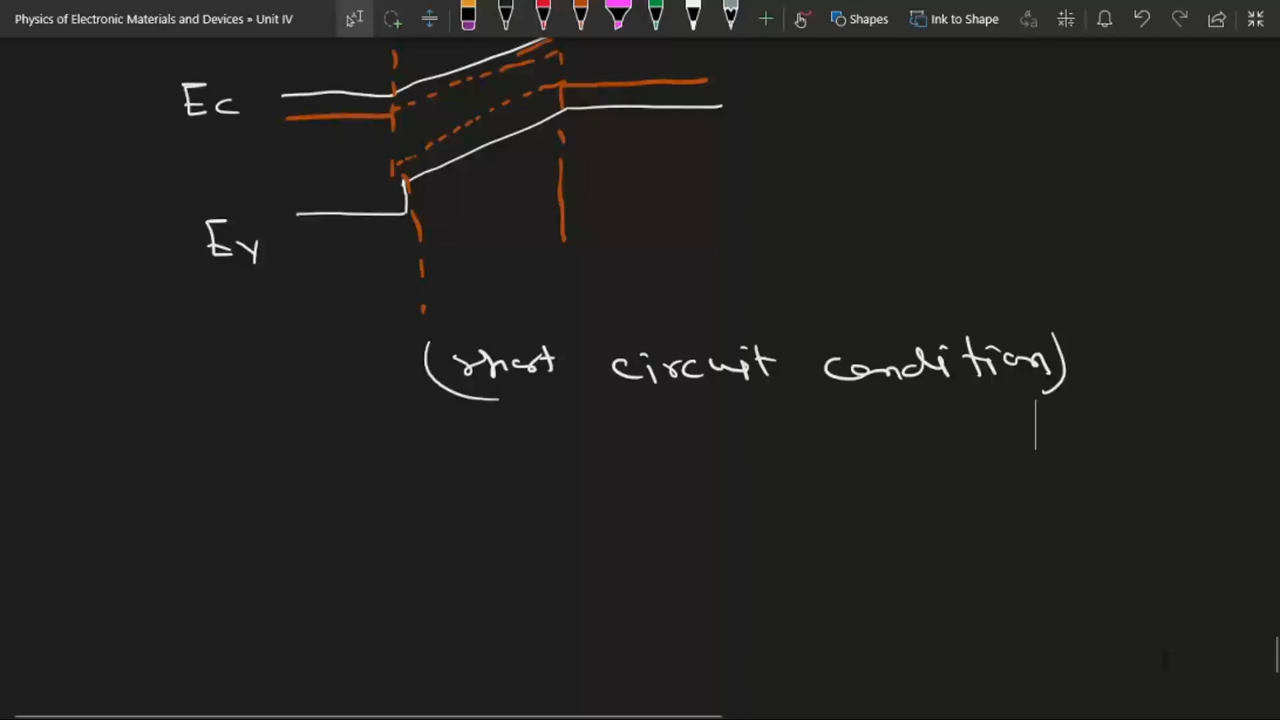 Physics of Electronic Materials and Devices » Unit IV
Shapes
Ink to Shape
Ec
Ev
(short circuit condition)